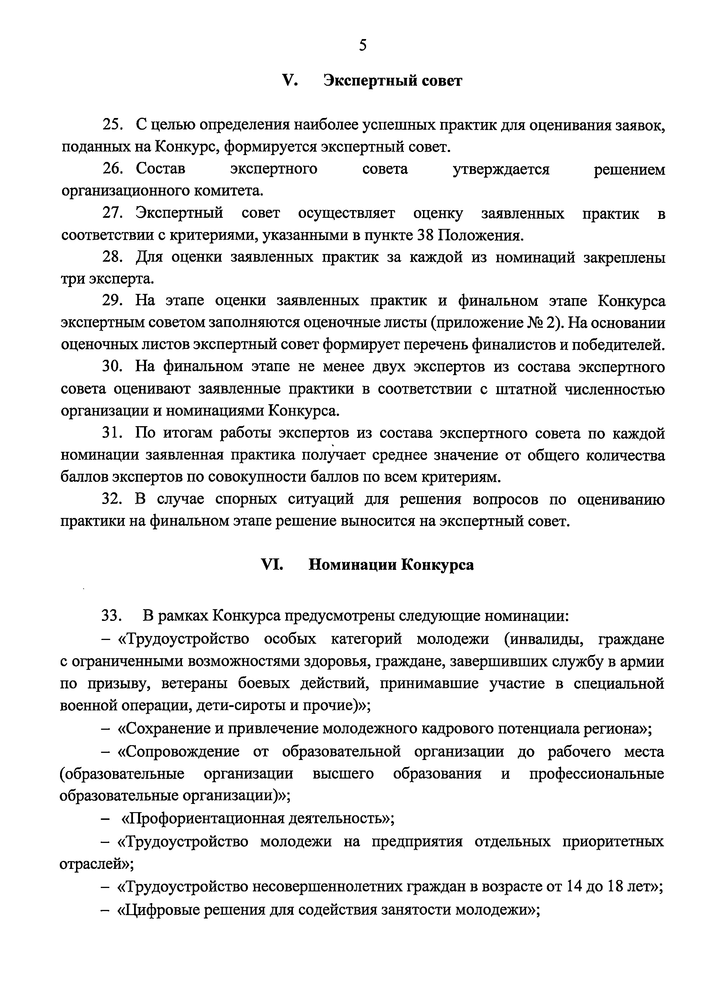 5
V. Экспертный совет
25. С целью определения наиболее успешных практик для оценивания заявок,
поданных на Конкурс, формируется экспертный совет.
26. Состав экспертного совета утверждается решением
организационного комитета.
27. Экспертный совет осуществляет оценку заявленных практик в
соответствии с критериями, указанными в пункте 38 Положения.
28. Для оценки заявленных практик за каждой из номинаций закреплены
три эксперта.
29. На этапе оценки заявленных практик и финальном этапе Конкурса
экспертным советом заполняются оценочные листы (приложение № 2). На основании
оценочных листов экспертный совет формирует перечень финалистов и победителей.
30. На финальном этапе не менее двух экспертов из состава экспертного
совета оценивают заявленные практики в соответствии с штатной численностью
организации и номинациями Конкурса.
31. По итогам работы экспертов из состава экспертного совета по каждой
номинации заявленная практика получает среднее значение от общего количества
баллов экспертов по совокупности баллов по всем критериям.
32. В случае спорных ситуаций для решения вопросов по оцениванию
практики на финальном этапе решение выносится на экспертный совет.
VI. Номинации Конкурса
33. В рамках Конкурса предусмотрены следующие номинации:
– «Трудоустройство особых категорий молодежи (инвалиды, граждане
с ограниченными возможностями здоровья, граждане, завершивших службу в армии
по призыву, ветераны боевых действий, принимавшие участие в специальной
военной операции, дети-сироты и прочие)»;
– «Сохранение и привлечение молодежного кадрового потенциала региона»;
– «Сопровождение от образовательной организации до рабочего места
(образовательные организации высшего образования и профессиональные
образовательные организации)»;
– «Профориентационная деятельность»;
– «Трудоустройство молодежи на предприятия отдельных приоритетных
отраслей»;
– «Трудоустройство несовершеннолетних граждан в возрасте от 14 до 18 лет»;
– «Цифровые решения для содействия занятости молодежи»;